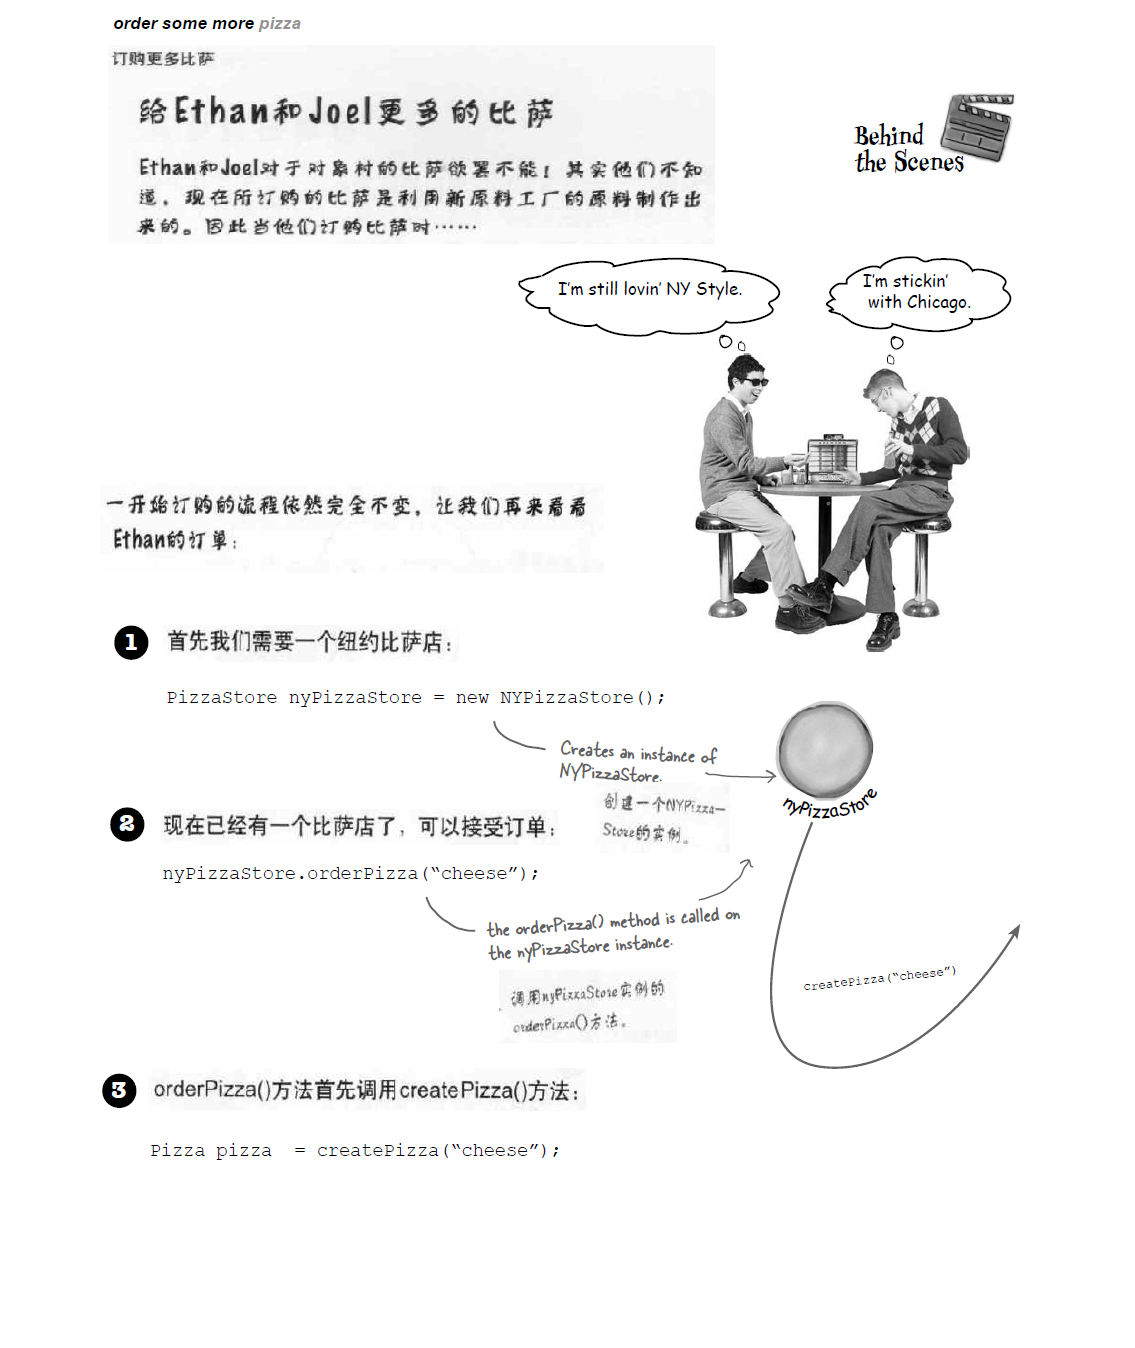 order some more pizza
订购更多比萨
给Ethan和Joel更多的比萨
Behind
the Scenes
Ethan和Joel对于对象村的比萨欲罢不能！其实他们不知
道，现在所订购的比萨是利用新原料工厂的原料制作出
来的。因此当他们订购比萨时……
I’m still lovin’ NY Style.
I’m stickin’
with Chicago.
一开始订购的流程依然完全不变，让我们再来看看
Ethan的订单：
1 首先我们需要一个纽约比萨店：
PizzaStore nyPizzaStore = new NYPizzaStore();
Creates an instance of
NYPizzaStore.
创建一个NYPizza—
Store的实例。
nyPizzaStore
2 现在已经有一个比萨店了，可以接受订单：
nyPizzaStore.orderPizza(“cheese”);
the orderPizza() method is called on
the nyPizzaStore instance.
调用nyPizzaStore实例的
orderPizza()方法。
createPizza(“cheese”)
3 orderPizza()方法首先调用createPizza()方法：
Pizza pizza = createPizza(“cheese”);